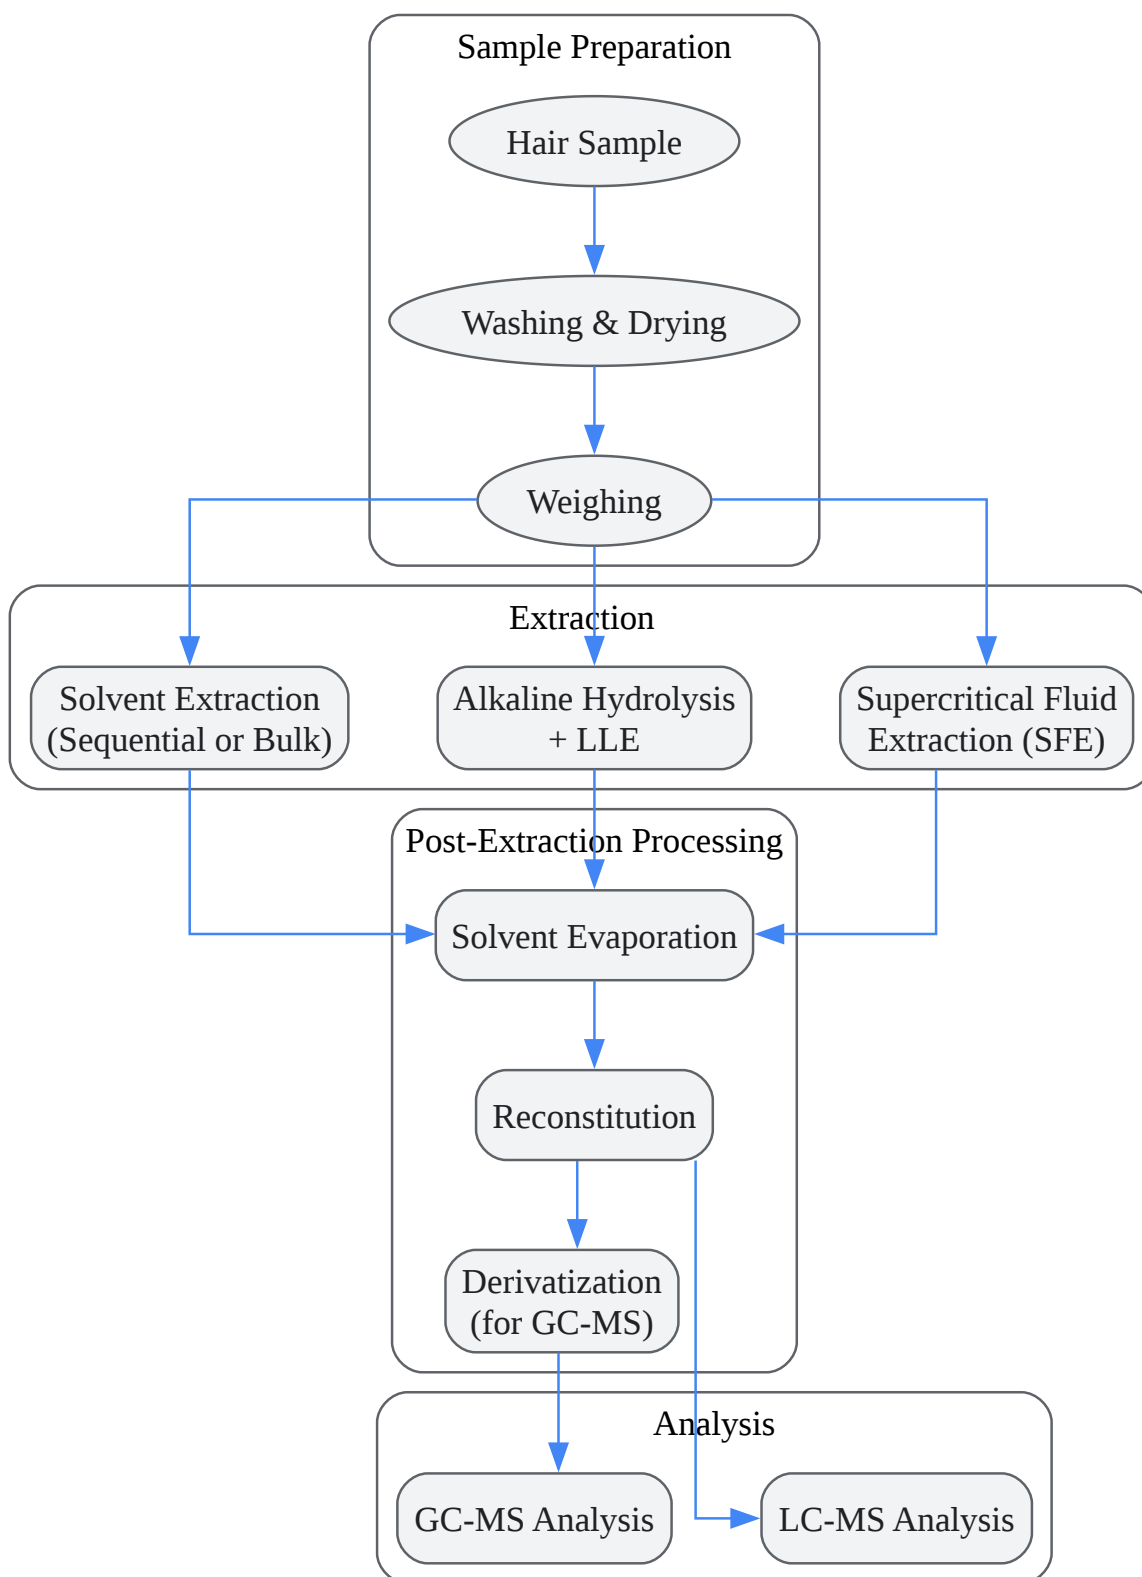 Sample Preparation
Hair Sample
Washing & Drying
Weighing
Extraction
Solvent Extraction
(Sequential or Bulk)
Alkaline Hydrolysis
+ LLE
Supercritical Fluid
Extraction (SFE)
Post-Extraction Processing
Solvent Evaporation
Reconstitution
Derivatization
(for GC-MS)
Analysis
GC-MS Analysis
LC-MS Analysis